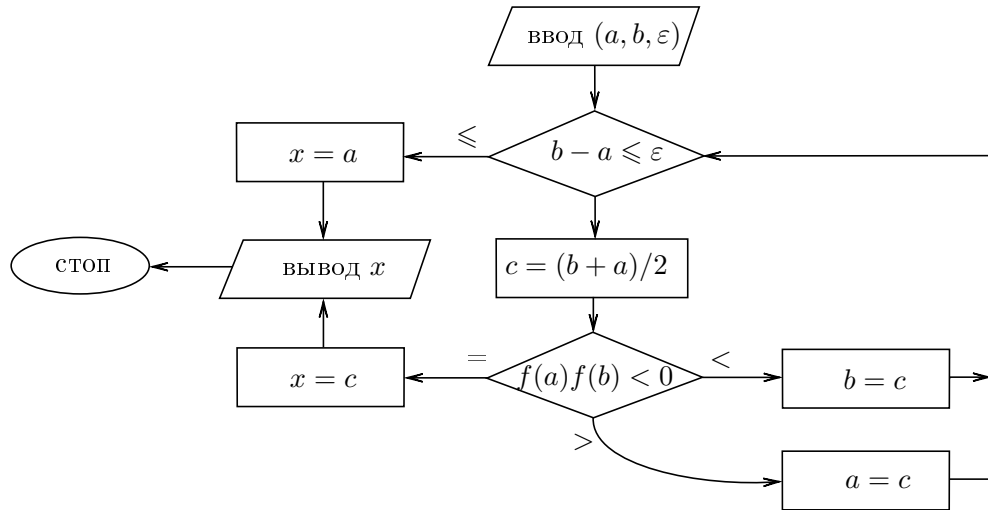 ввод (a, b, ε)
⩽
x = a
b − a ⩽ ε
стоп
вывод x
c = (b + a)/2
=
x = c
f(a)f(b) < 0
<
b = c
>
a = c